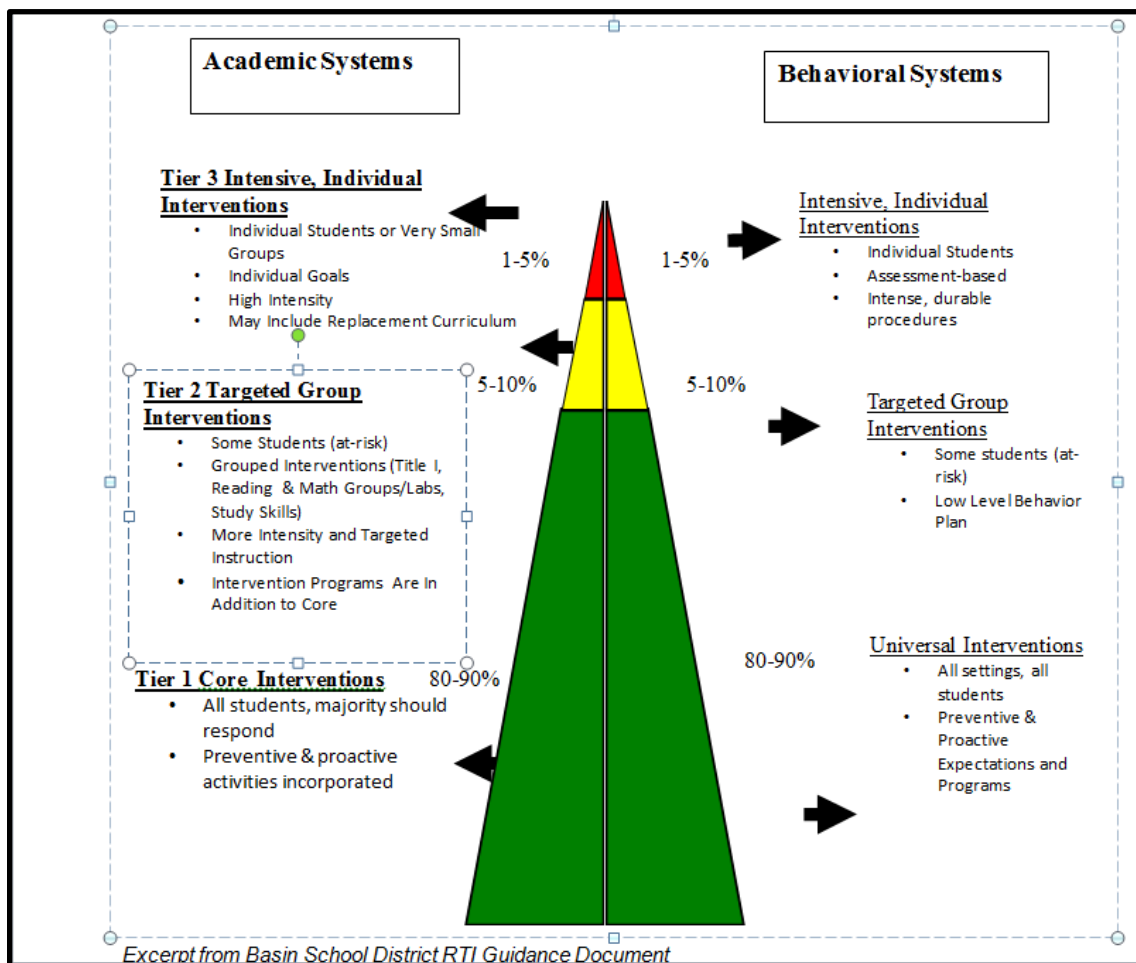 Academic Systems
Behavioral Systems
Tier 3 Intensive, Individual
Interventions
• Individual Students or Very Small
Groups
• Individual Goals
• High Intensity
• May Include Replacement Curriculum
1-5%
1-5%
Intensive, Individual
Interventions
• Individual Students
• Assessment-based
• Intense, durable
procedures
Tier 2 Targeted Group
Interventions
• Some Students (at-risk)
• Grouped Interventions (Title I,
Reading & Math Groups/Labs,
Study Skills)
• More Intensity and Targeted
Instruction
• Intervention Programs Are In
Addition to Core
5-10%
5-10%
Targeted Group
Interventions
• Some students (at-
risk)
• Low Level Behavior
Plan
Tier 1 Core Interventions
• All students, majority should
respond
• Preventive & proactive
activities incorporated
80-90%
80-90%
Universal Interventions
• All settings, all
students
• Preventive &
Proactive
Expectations and
Programs
Excerpt from Basin School District RTI Guidance Document